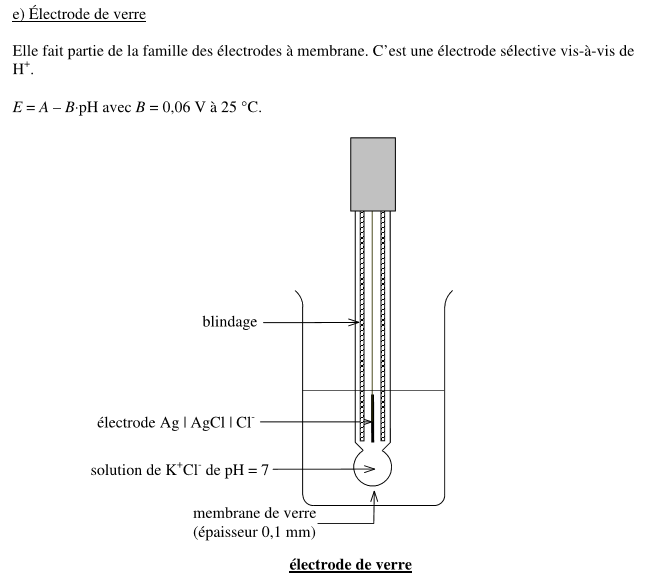 e) Électrode de verre
Elle fait partie de la famille des électrodes à membrane. C’est une électrode sélective vis-à-vis de
H⁺.
E = A – B·pH avec B = 0,06 V à 25 °C.
blindage
électrode Ag | AgCl | Cl⁻
solution de K⁺Cl⁻ de pH = 7
membrane de verre
(épaisseur 0,1 mm)
électrode de verre